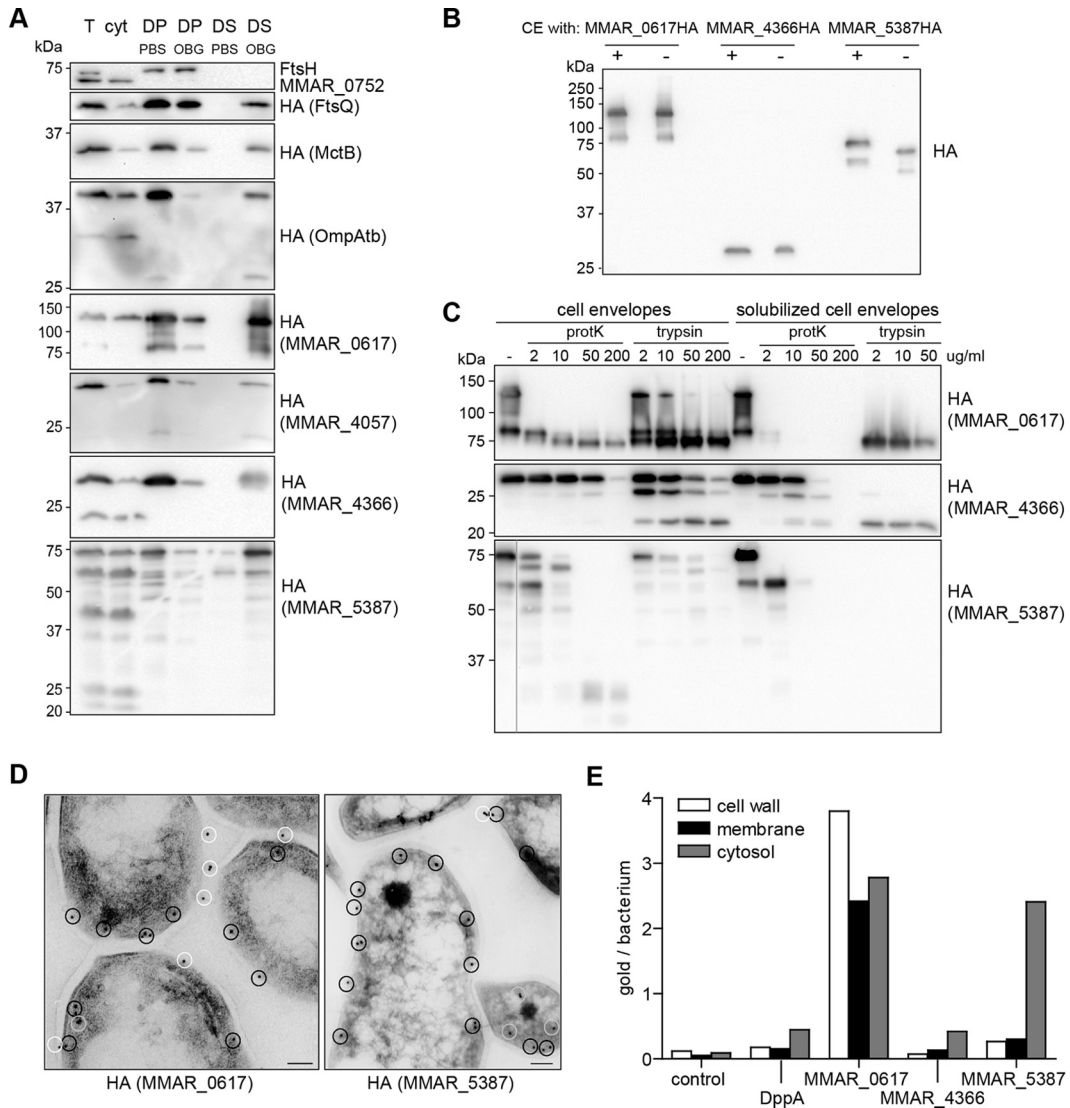 A
T cyt DP DP DS DS
PBS OBG PBS OBG
kDa
75
FtsH
MMAR_0752
HA (FtsQ)
37
HA (MctB)
37
HA (OmpAtb)
25
150
100
75
HA
(MMAR_0617)
25
HA
(MMAR_4057)
25
HA
(MMAR_4366)
75
50
37
25
20
HA
(MMAR_5387)
B
CE with: MMAR_0617HA MMAR_4366HA MMAR_5387HA
+ - + - + -
kDa
250
150
100
75
50
37
25
HA
C
cell envelopes solubilized cell envelopes
protK trypsin protK trypsin
kDa - 2 10 50 200 2 10 50 200 - 2 10 50 200 2 10 50 ug/ml
150
100
75
HA
(MMAR_0617)
25
20
HA
(MMAR_4366)
75
50
37
HA
(MMAR_5387)
D
HA (MMAR_0617) HA (MMAR_5387)
E
4
3
2
1
0
gold / bacterium
cell wall
membrane
cytosol
control MMAR_0617 MMAR_5387
DppA MMAR_4366